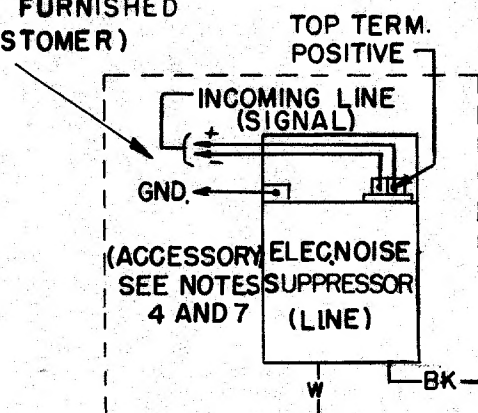 FURNISHED
STOMER)
TOP TERM.
POSITIVE
INCOMING LINE
(SIGNAL)
+
-
GND.
(ACCESSORY
SEE NOTES
4 AND 7
ELEC.NOISE
SUPPRESSOR
(LINE)
W
BK